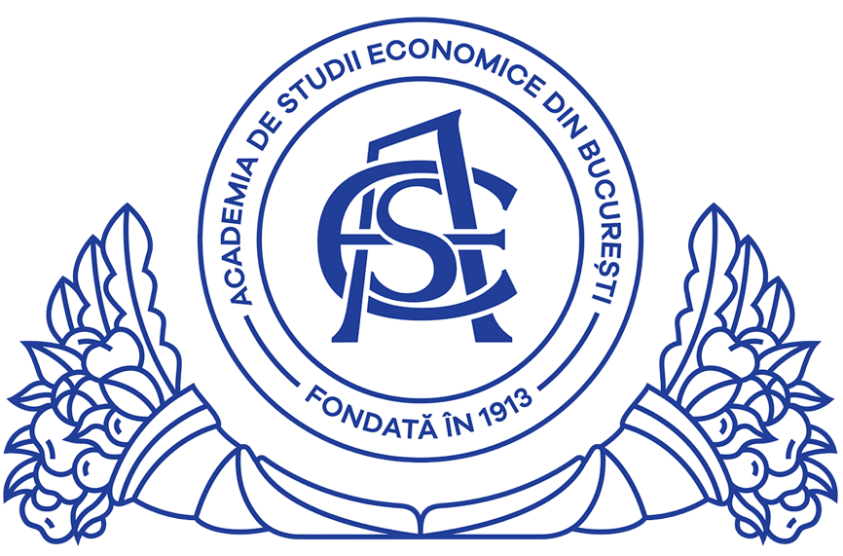 ACADEMIA DE STUDII ECONOMICE DIN BUCUREȘTI
ASE
FONDATĂ ÎN 1913